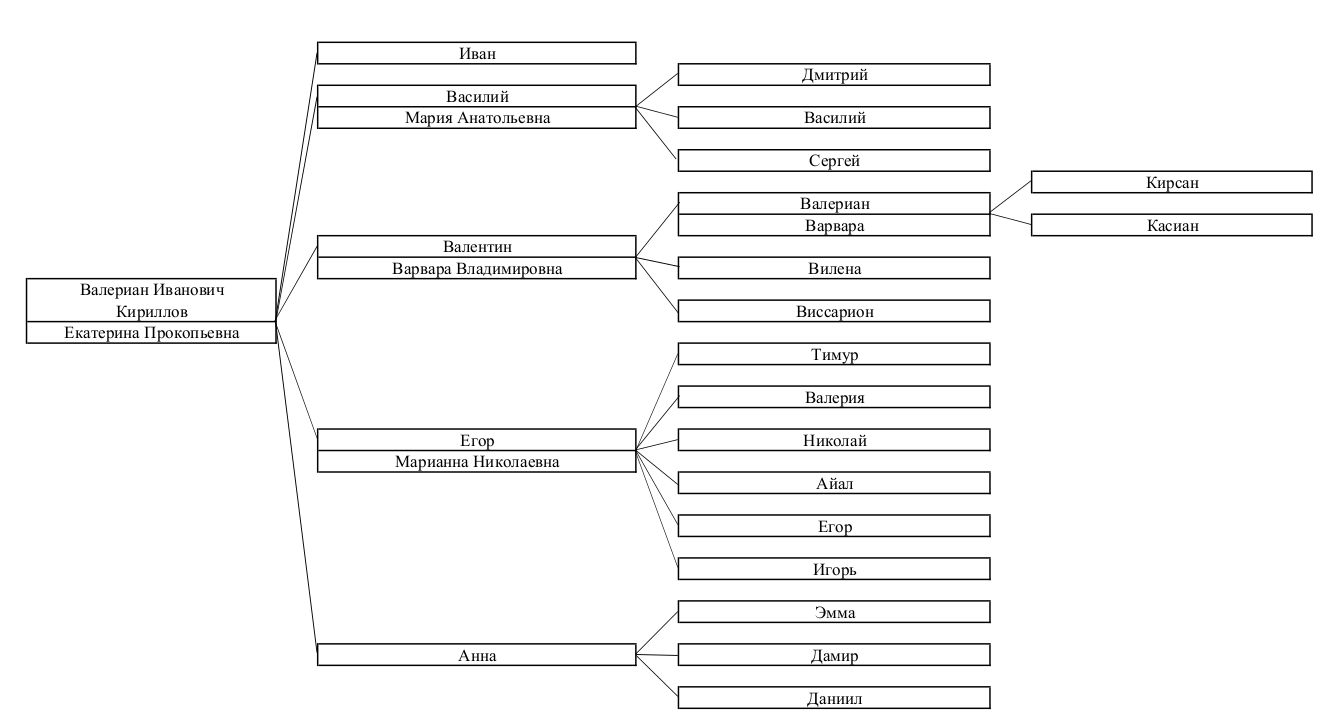 Валериан Иванович
Кириллов
Екатерина Прокопьевна
Иван
Василий
Мария Анатольевна
Дмитрий
Василий
Сергей
Валентин
Варвара Владимировна
Валериан
Варвара
Кирсан
Касиан
Вилена
Виссарион
Егор
Марианна Николаевна
Тимур
Валерия
Николай
Айал
Егор
Игорь
Анна
Эмма
Дамир
Даниил